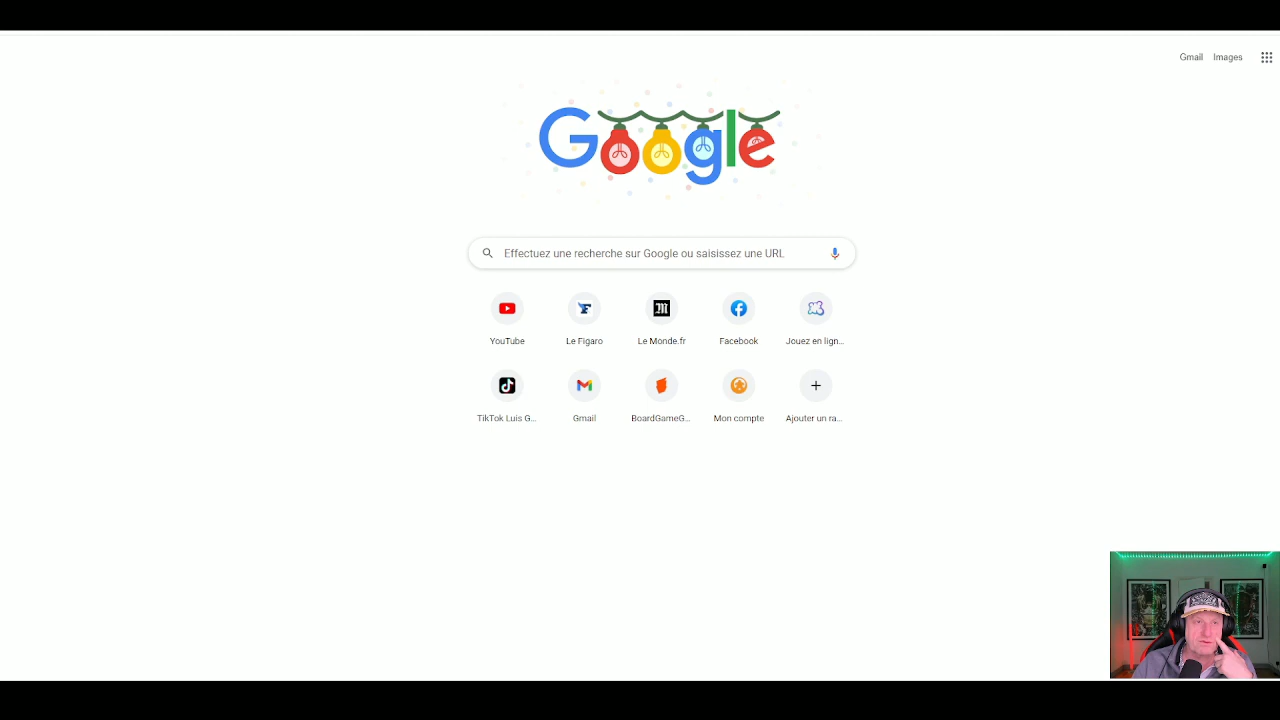 Gmail Images
Google
Effectuez une recherche sur Google ou saisissez une URL
YouTube Le Figaro Le Monde.fr Facebook Jouez en lign...
TikTok Luis G... Gmail BoardGameG... Mon compte Ajouter un ra...